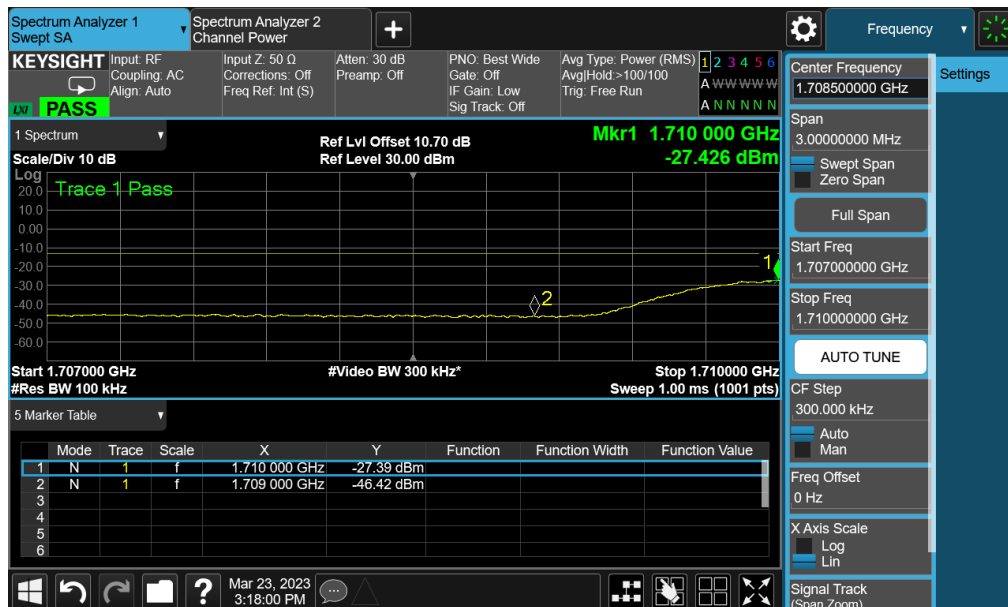 Spectrum Analyzer 1
Swept SA
Spectrum Analyzer 2
Channel Power
Frequency
KEYSIGHT
LXI
PASS
Input: RF
Coupling: AC
Align: Auto
Input Z: 50 Ω
Corrections: Off
Freq Ref: Int (S)
Atten: 30 dB
Preamp: Off
PNO: Best Wide
Gate: Off
IF Gain: Low
Sig Track: Off
Avg Type: Power (RMS)
Avg|Hold:>100/100
Trig: Free Run
1 2 3 4 5 6
A W W W W W
A N N N N N
1 Spectrum
Scale/Div 10 dB
Ref Lvl Offset 10.70 dB
Ref Level 30.00 dBm
Mkr1 1.710 000 GHz
-27.426 dBm
Log
Trace 1 Pass
20.0
10.0
0.00
-10.0
-20.0
-30.0
-40.0
-50.0
-60.0
1
2
Start 1.707000 GHz
#Video BW 300 kHz*
Stop 1.710000 GHz
#Res BW 100 kHz
Sweep 1.00 ms (1001 pts)
5 Marker Table
Mode Trace Scale X Y Function Function Width Function Value
1 N 1 f 1.710 000 GHz -27.39 dBm
2 N 1 f 1.709 000 GHz -46.42 dBm
3
4
5
6
?
Mar 23, 2023
3:18:00 PM
Center Frequency
1.708500000 GHz
Settings
Span
3.00000000 MHz
Swept Span
Zero Span
Full Span
Start Freq
1.707000000 GHz
Stop Freq
1.710000000 GHz
AUTO TUNE
CF Step
300.000 kHz
Auto
Man
Freq Offset
0 Hz
X Axis Scale
Log
Lin
Signal Track
(Span Zoom)